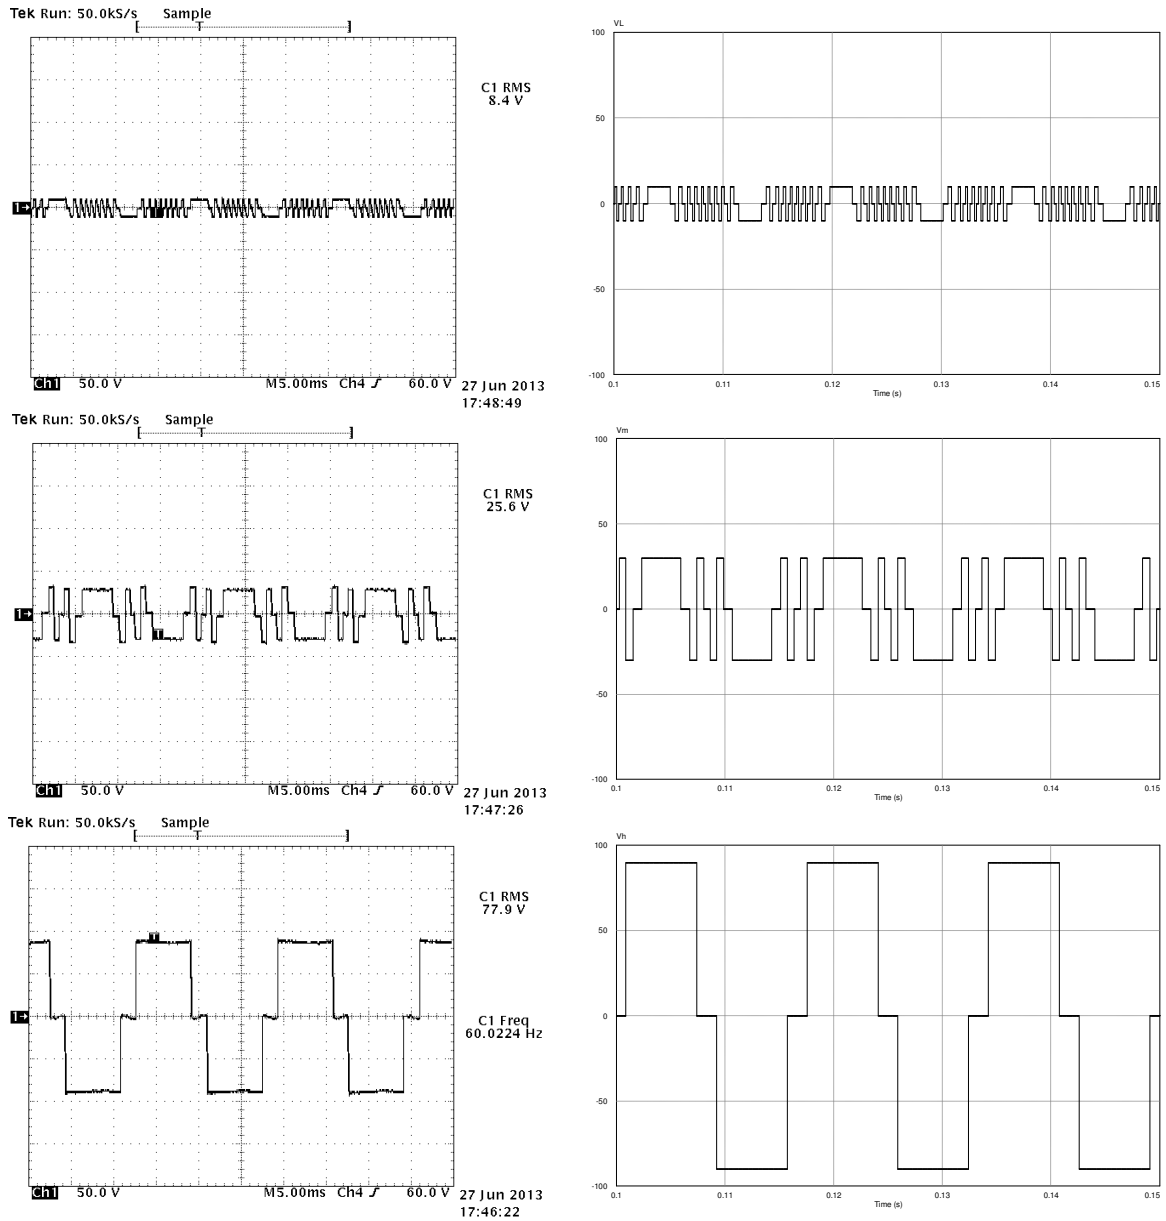 Tek Run: 50.0kS/s Sample
T
C1 RMS
8.4 V
1→
T
Ch1 50.0 V M5.00ms Ch4 60.0 V
27 Jun 2013
17:48:49
VL
100
50
0
-50
-100
0.1 0.11 0.12 0.13 0.14 0.15
Time (s)
Tek Run: 50.0kS/s Sample
T
C1 RMS
25.6 V
1→
T
Ch1 50.0 V M5.00ms Ch4 60.0 V
27 Jun 2013
17:47:26
Vm
100
50
0
-50
-100
0.1 0.11 0.12 0.13 0.14 0.15
Time (s)
Tek Run: 50.0kS/s Sample
T
C1 RMS
77.9 V
T
1→
C1 Freq
60.0224 Hz
Ch1 50.0 V M5.00ms Ch4 60.0 V
27 Jun 2013
17:46:22
Vh
100
50
0
-50
-100
0.1 0.11 0.12 0.13 0.14 0.15
Time (s)